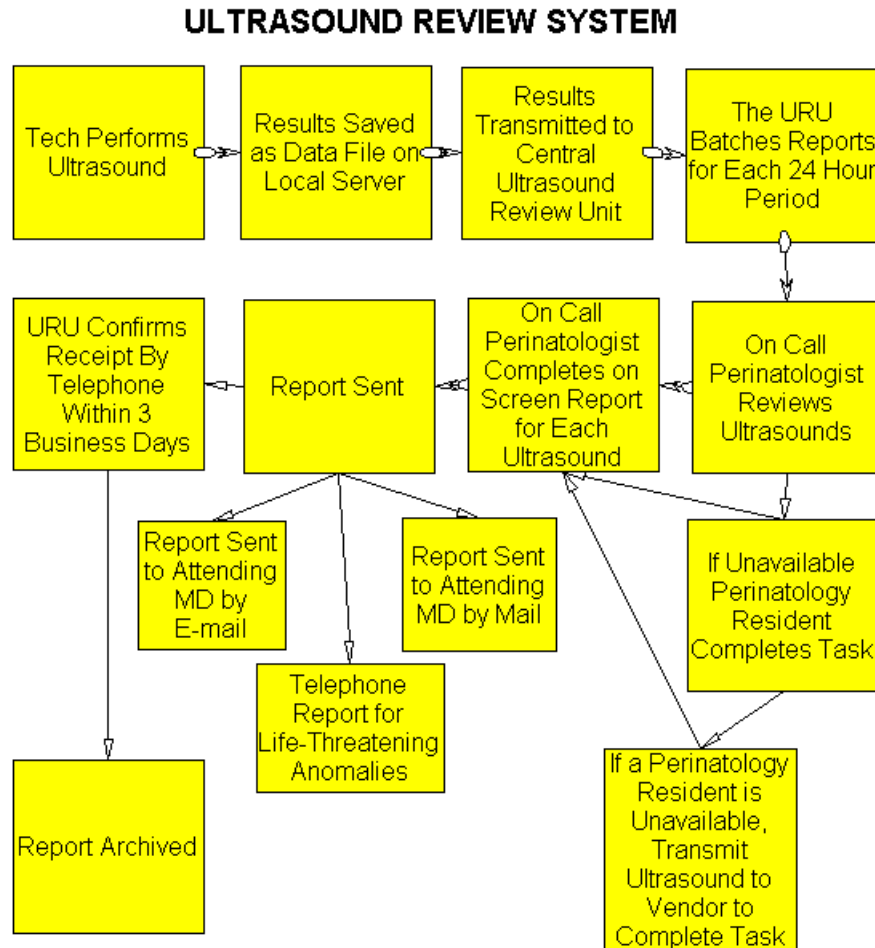 ULTRASOUND REVIEW SYSTEM
Tech Performs
Ultrasound
Results Saved
as Data File on
Local Server
Results
Transmitted to
Central
Ultrasound
Review Unit
The URU
Batches Reports
for Each 24 Hour
Period
URU Confirms
Receipt By
Telephone
Within 3
Business Days
Report Sent
On Call
Perinatologist
Completes on
Screen Report
for Each
Ultrasound
On Call
Perinatologist
Reviews
Ultrasounds
Report Sent
to Attending
MD by
E-mail
Report Sent
to Attending
MD by Mail
If Unavailable
Perinatology
Resident
Completes Task
Telephone
Report for
Life-Threatening
Anomalies
Report Archived
If a Perinatology
Resident is
Unavailable,
Transmit
Ultrasound to
Vendor to
Complete Task